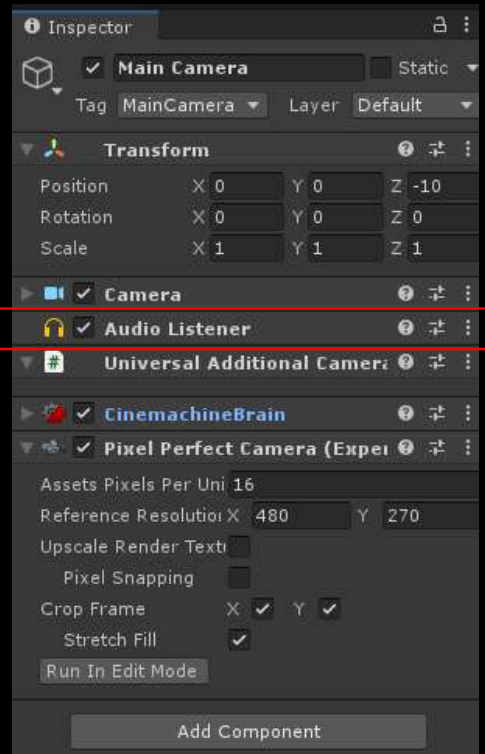 Inspector
Main Camera Static
Tag MainCamera Layer Default
Transform
Position X 0 Y 0 Z -10
Rotation X 0 Y 0 Z 0
Scale X 1 Y 1 Z 1
Camera
Audio Listener
# Universal Additional Camera
CinemachineBrain
Pixel Perfect Camera (Exper
Assets Pixels Per Uni 16
Reference Resolution X 480 Y 270
Upscale Render Textu
Pixel Snapping
Crop Frame X Y
Stretch Fill
Run In Edit Mode
Add Component